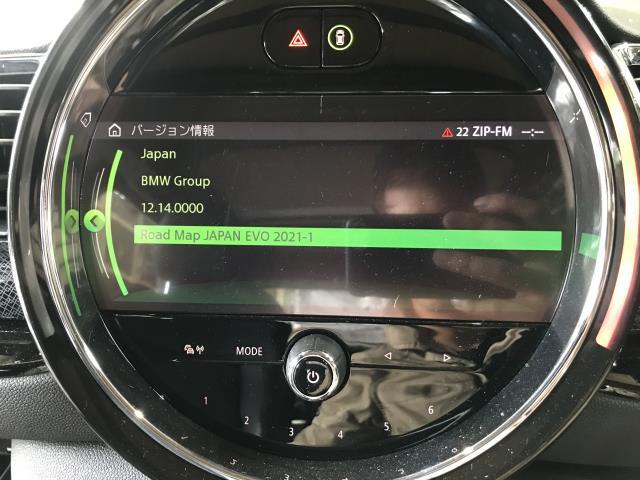 バージョン情報 22 ZIP-FM --:--
Japan
BMW Group
12.14.0000
Road Map JAPAN EVO 2021-1
MODE
1 2 3 4 5 6